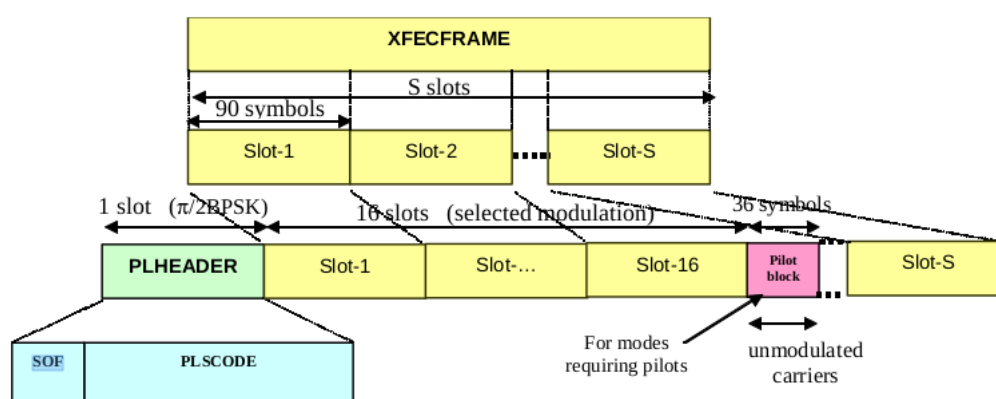 XFECFRAME
S slots
90 symbols
Slot-1
Slot-2
Slot-S
1 slot (π/2BPSK)
16 slots (selected modulation)
36 symbols
PLHEADER
Slot-1
Slot-...
Slot-16
Pilot
block
Slot-S
For modes
requiring pilots
unmodulated
carriers
SOF
PLSCODE